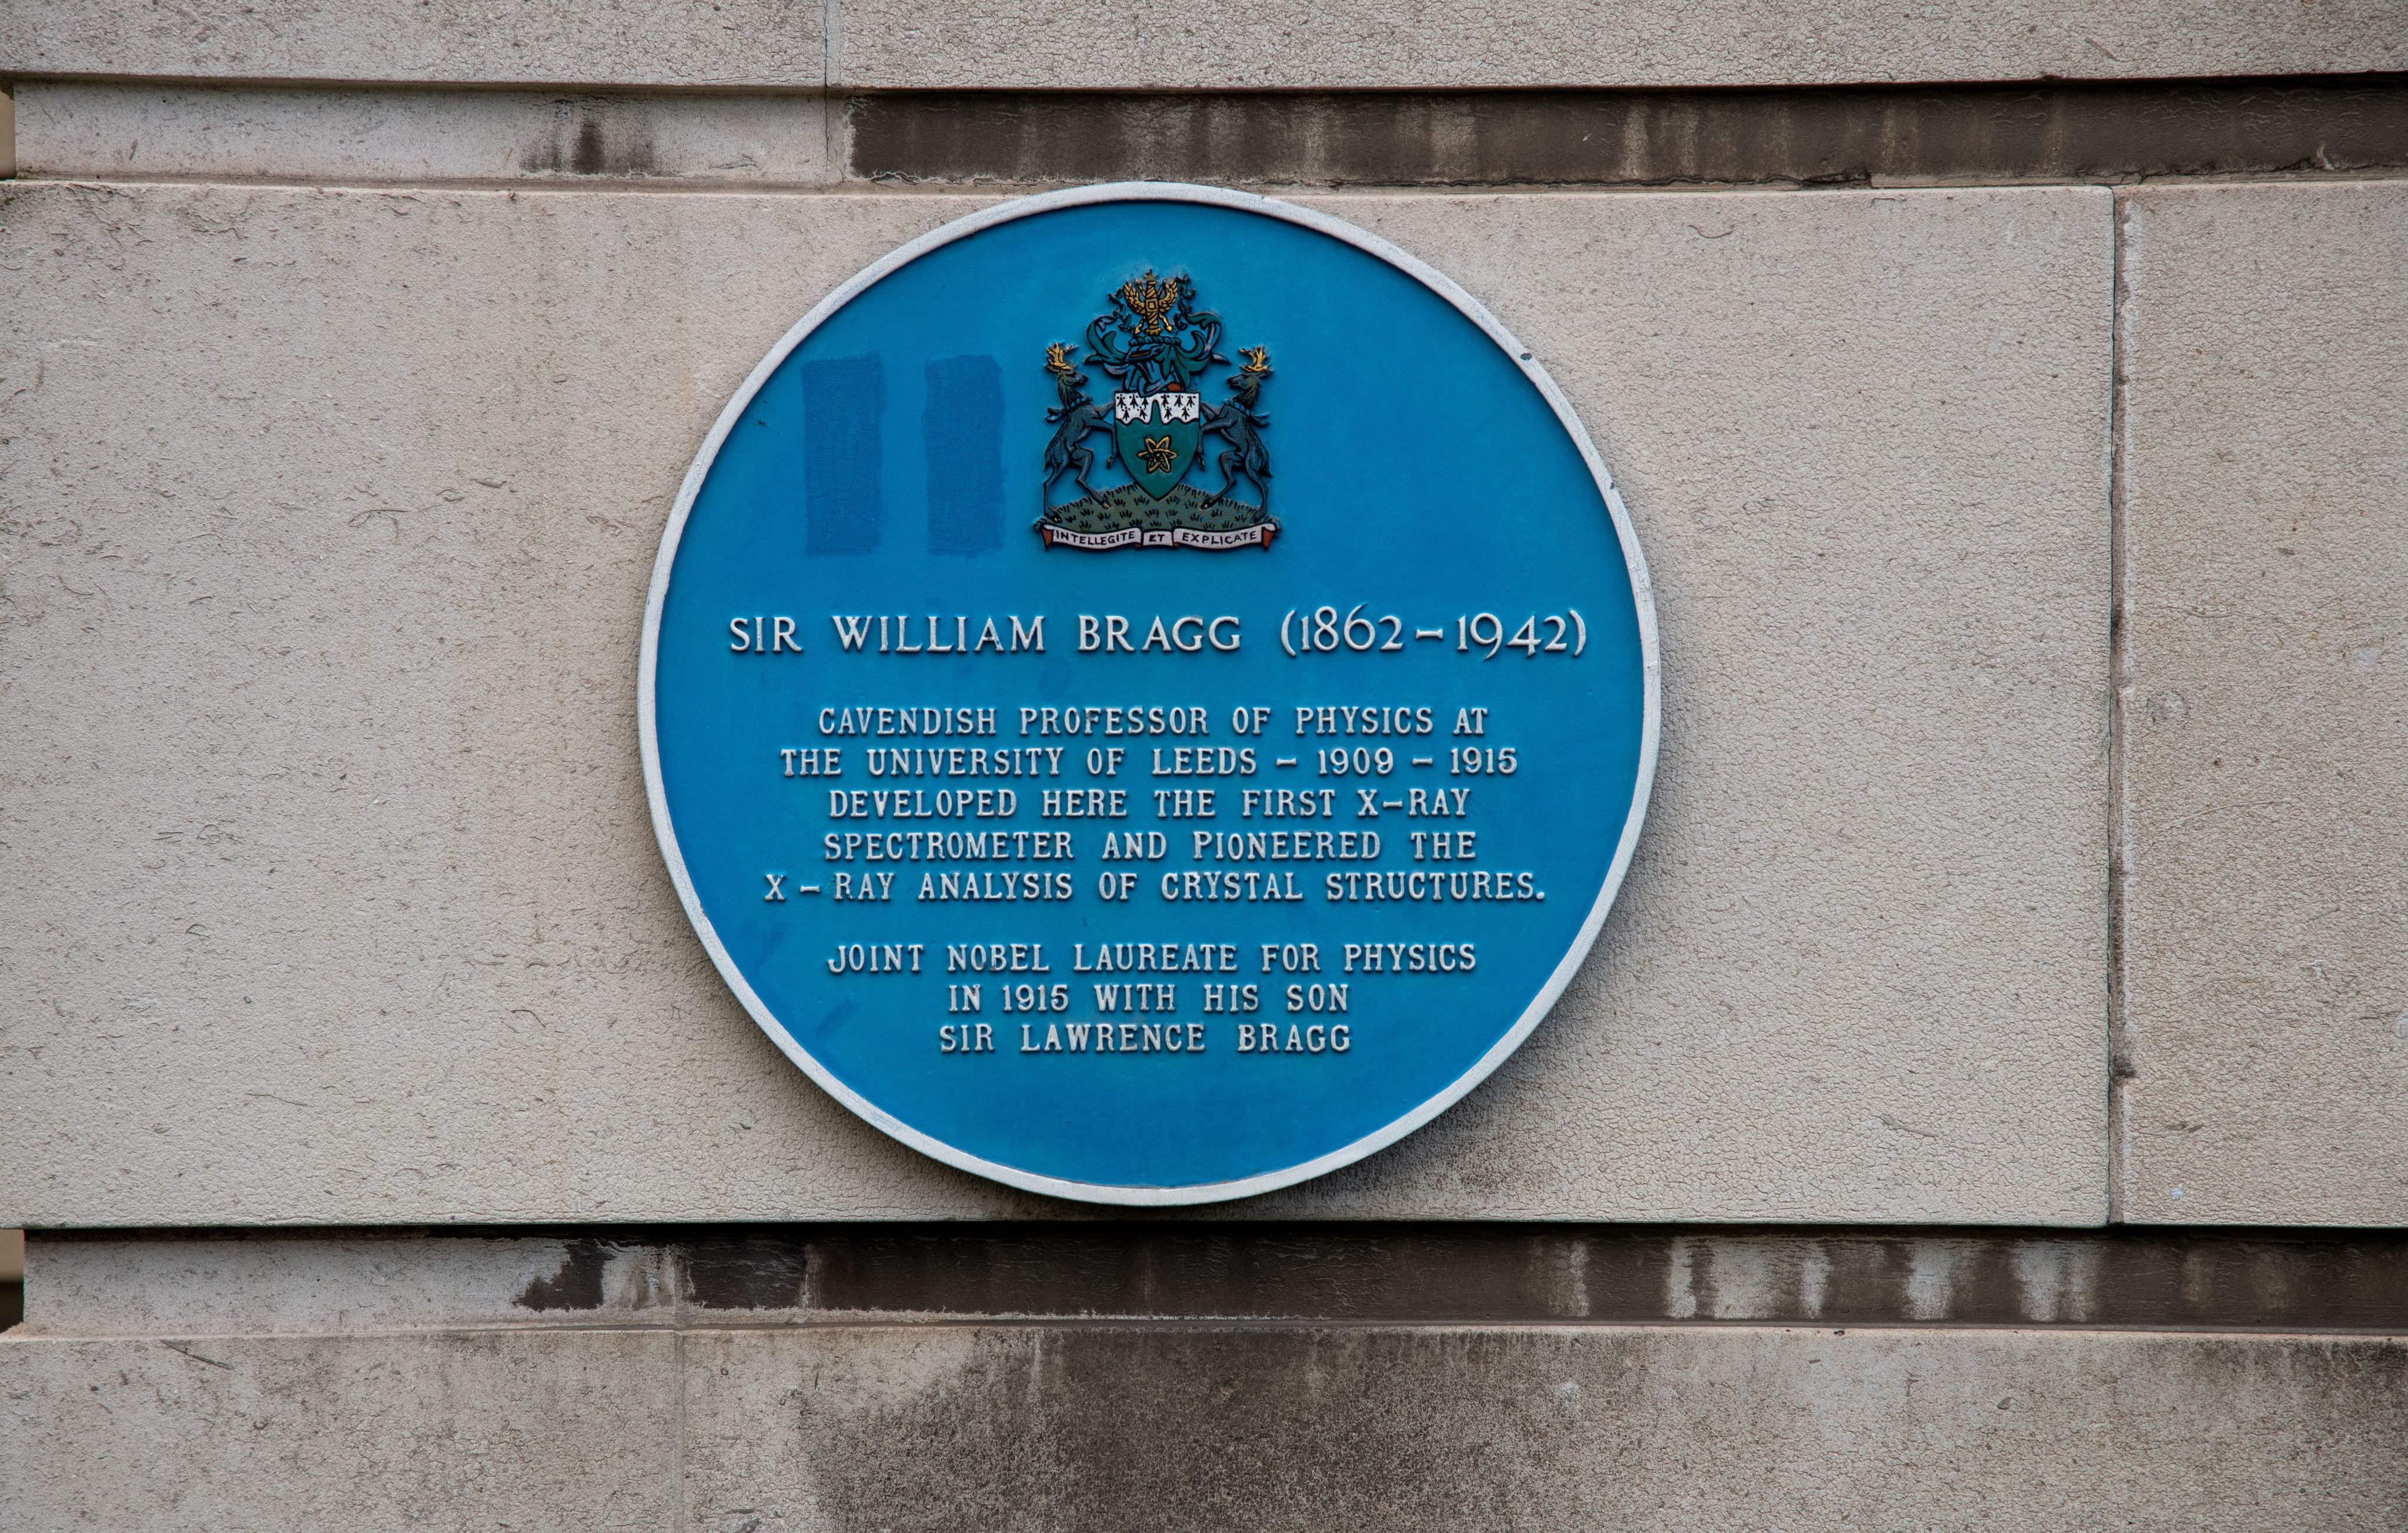 INTELLEGITE ET EXPLICATE
SIR WILLIAM BRAGG (1862-1942)
CAVENDISH PROFESSOR OF PHYSICS AT
THE UNIVERSITY OF LEEDS - 1909 - 1915
DEVELOPED HERE THE FIRST X-RAY
SPECTROMETER AND PIONEERED THE
X - RAY ANALYSIS OF CRYSTAL STRUCTURES.
JOINT NOBEL LAUREATE FOR PHYSICS
IN 1915 WITH HIS SON
SIR LAWRENCE BRAGG